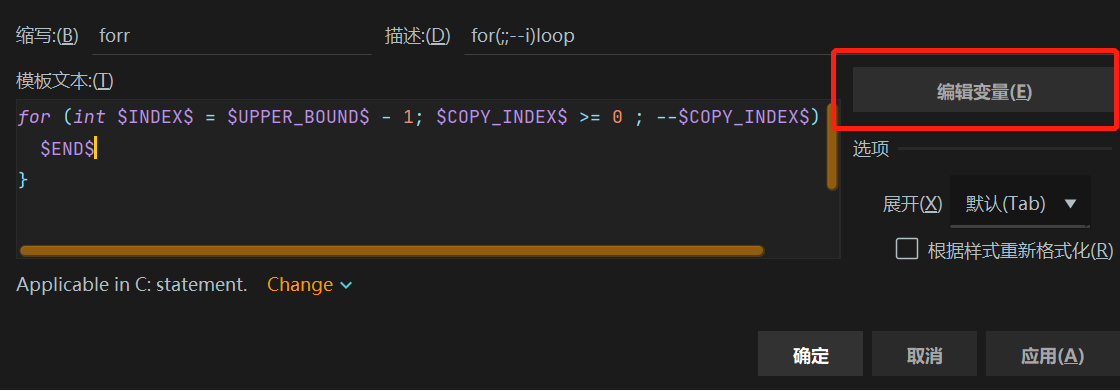 缩写:(B) forr 描述:(D) for(;;--i)loop
模板文本:(T)
for (int $INDEX$ = $UPPER_BOUND$ - 1; $COPY_INDEX$ >= 0 ; --$COPY_INDEX$)
$END$
}
编辑变量(E)
选项
展开(X) 默认(Tab)
根据样式重新格式化(R)
Applicable in C: statement. Change
确定 取消 应用(A)